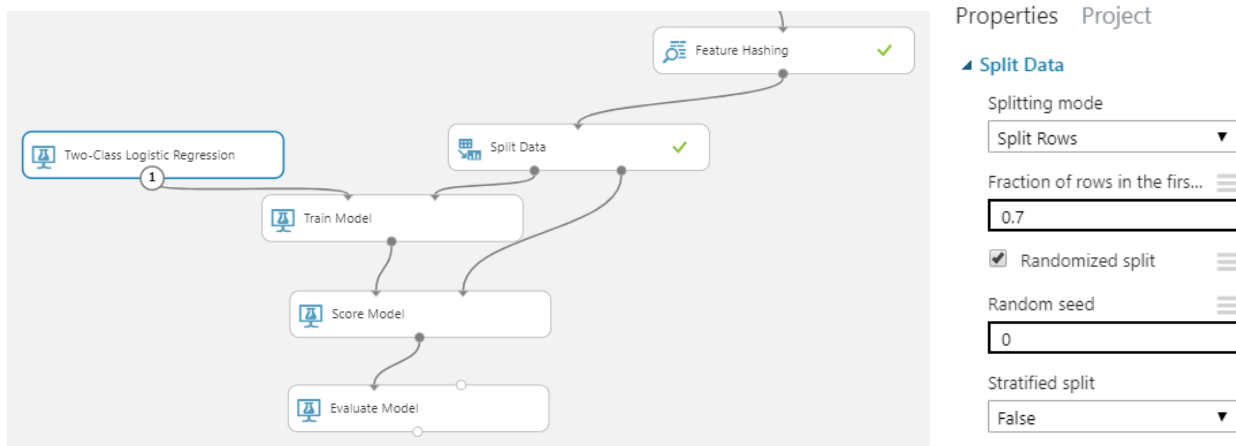 Properties Project
Feature Hashing
Split Data
Splitting mode
Split Rows
Two-Class Logistic Regression
Split Data
1
Fraction of rows in the firs...
0.7
Train Model
Randomized split
Random seed
0
Score Model
Stratified split
False
Evaluate Model